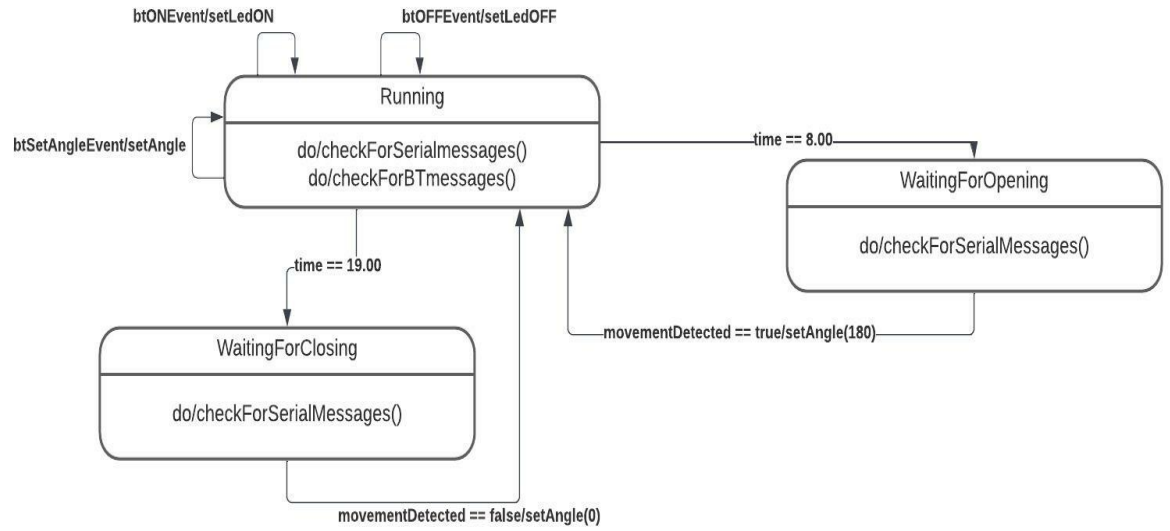 btONEvent/setLedON
btOFFEvent/setLedOFF
Running
btSetAngleEvent/setAngle
do/checkForSerialmessages()
do/checkForBTmessages()
time == 8.00
WaitingForOpening
do/checkForSerialMessages()
time == 19.00
movementDetected == true/setAngle(180)
WaitingForClosing
do/checkForSerialMessages()
movementDetected == false/setAngle(0)